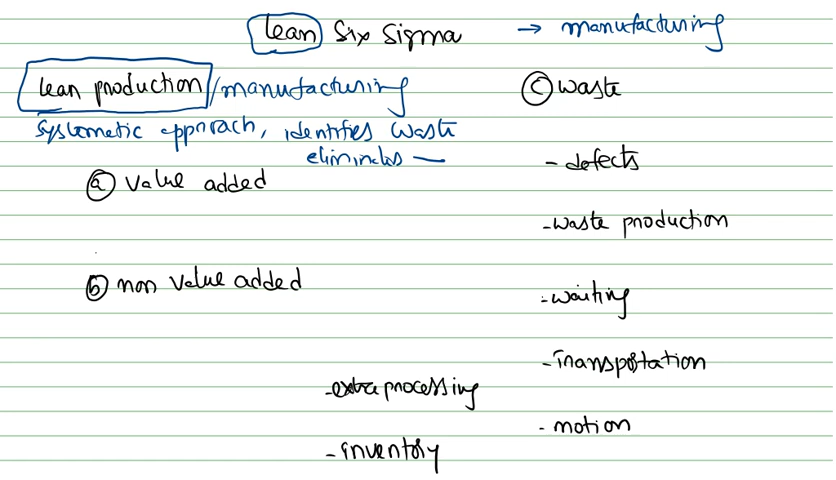 lean Six Sigma → manufacturing
lean production/manufacturing
Systematic approach, identifies waste
eliminates —
(a) value added
(b) non value added
(c) waste
- defects
- waste production
- waiting
- Transportation
- motion
- extra processing
- inventory